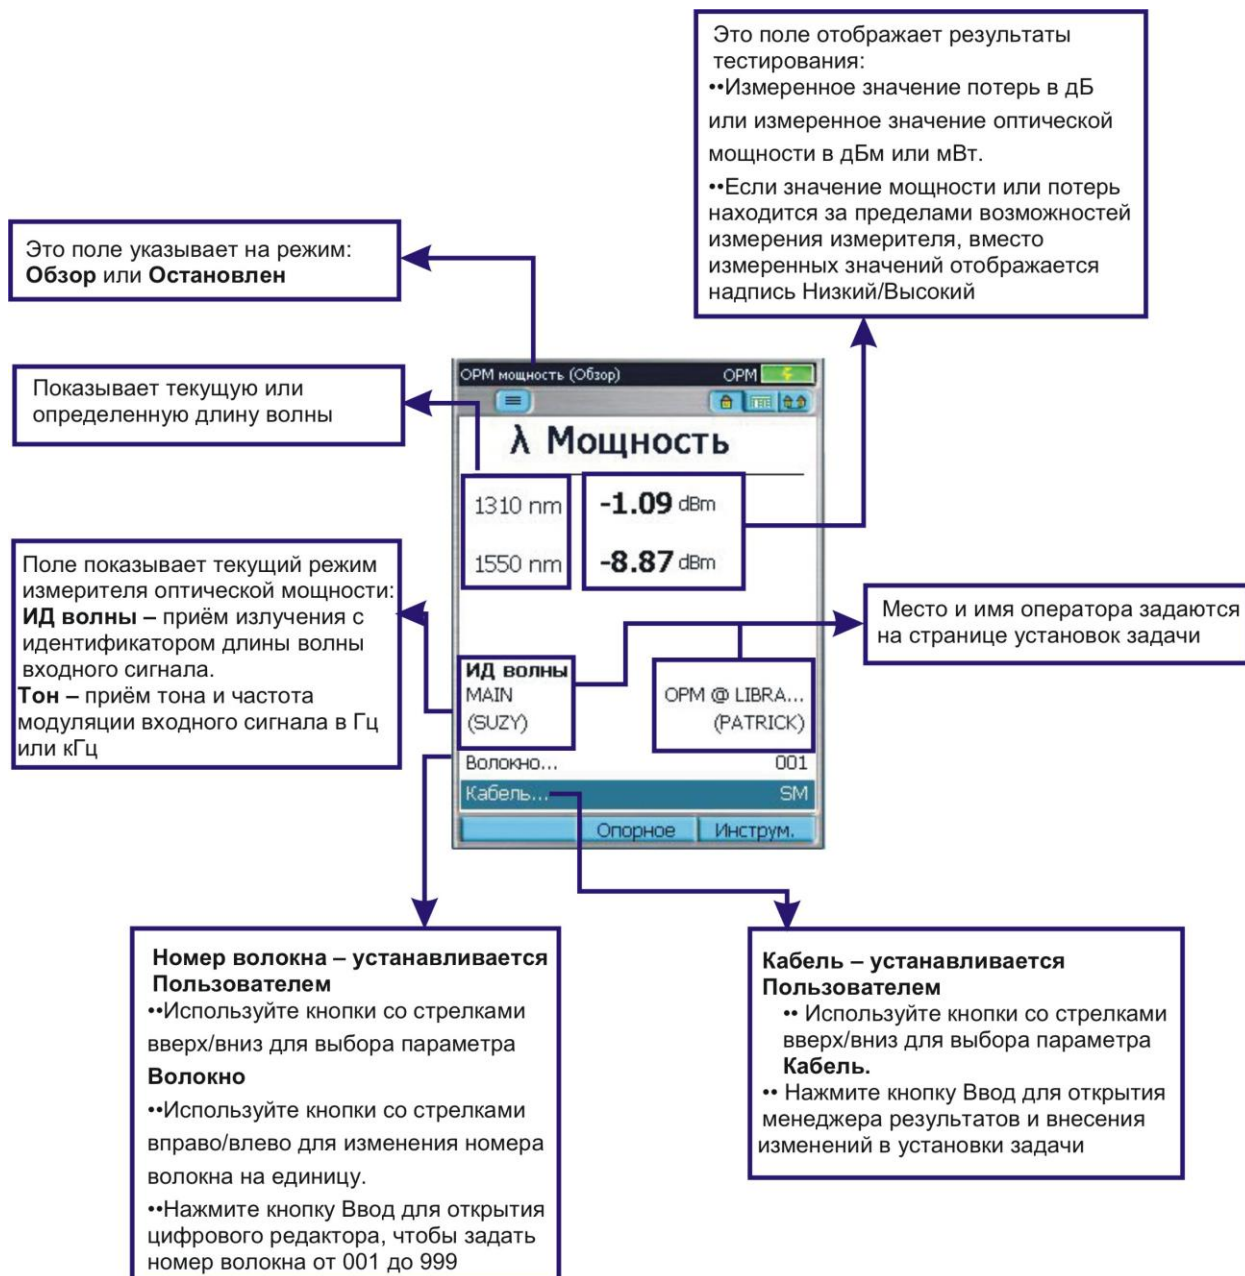 Это поле отображает результаты
тестирования:
••Измеренное значение потерь в дБ
или измеренное значение оптической
мощности в дБм или мВт.
••Если значение мощности или потерь
находится за пределами возможностей
измерения измерителя, вместо
измеренных значений отображается
надпись Низкий/Высокий
Это поле указывает на режим:
Обзор или Остановлен
Показывает текущую или
определенную длину волны
Поле показывает текущий режим
измерителя оптической мощности:
ИД волны – приём излучения с
идентификатором длины волны
входного сигнала.
Тон – приём тона и частота
модуляции входного сигнала в Гц
или кГц
OPM мощность (Обзор) OPM
λ Мощность
1310 nm -1.09 dBm
1550 nm -8.87 dBm
ИД волны
MAIN OPM @ LIBRA...
(SUZY) (PATRICK)
Волокно... 001
Кабель... SM
Опорное Инструм.
Место и имя оператора задаются
на странице установок задачи
Номер волокна – устанавливается
Пользователем
••Используйте кнопки со стрелками
вверх/вниз для выбора параметра
Волокно
••Используйте кнопки со стрелками
вправо/влево для изменения номера
волокна на единицу.
••Нажмите кнопку Ввод для открытия
цифрового редактора, чтобы задать
номер волокна от 001 до 999
Кабель – устанавливается
Пользователем
•• Используйте кнопки со стрелками
вверх/вниз для выбора параметра
Кабель.
•• Нажмите кнопку Ввод для открытия
менеджера результатов и внесения
изменений в установки задачи